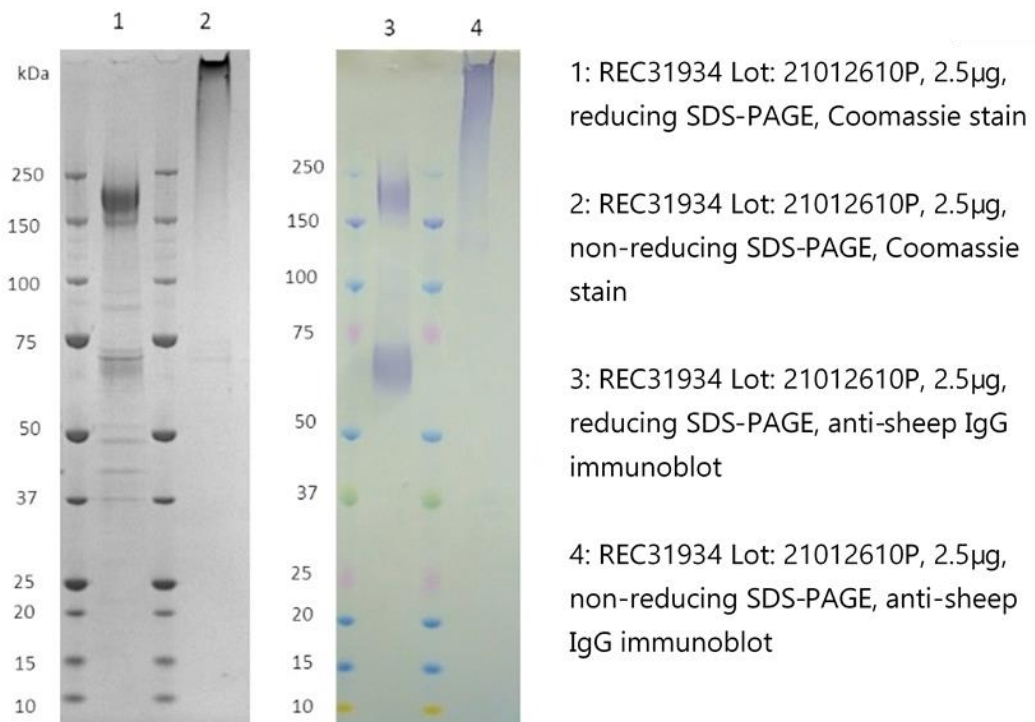 1 2
3 4
kDa
250
150
100
75
50
37
25
20
15
10
250
150
100
75
50
37
25
20
15
10
1: REC31934 Lot: 21012610P, 2.5µg,
reducing SDS-PAGE, Coomassie stain
2: REC31934 Lot: 21012610P, 2.5µg,
non-reducing SDS-PAGE, Coomassie
stain
3: REC31934 Lot: 21012610P, 2.5µg,
reducing SDS-PAGE, anti-sheep IgG
immunoblot
4: REC31934 Lot: 21012610P, 2.5µg,
non-reducing SDS-PAGE, anti-sheep
IgG immunoblot